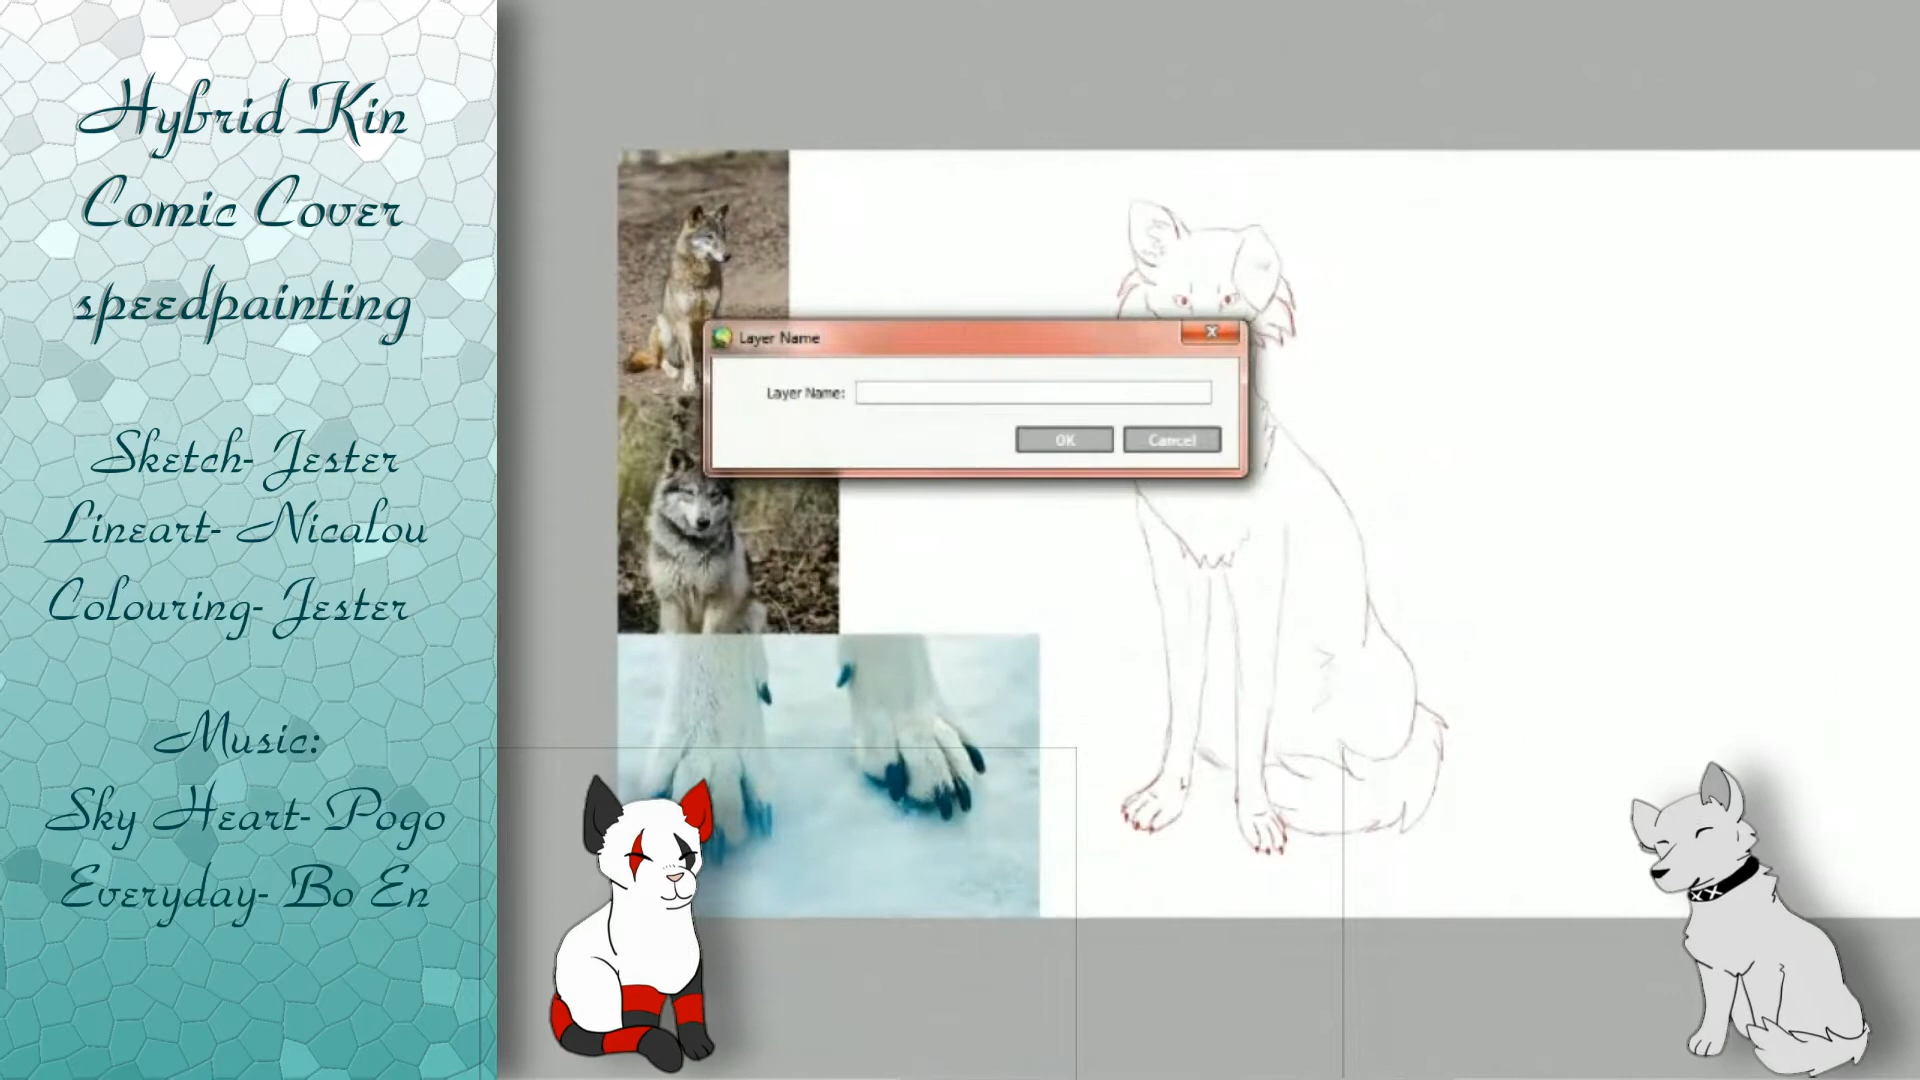 Hybrid Kin
Comic Cover
speedpainting
Sketch- Jester
Lineart- Nicalou
Colouring- Jester
Music:
Sky Heart- Pogo
Everyday- Bo En
Layer Name
Layer Name:
OK
Cancel